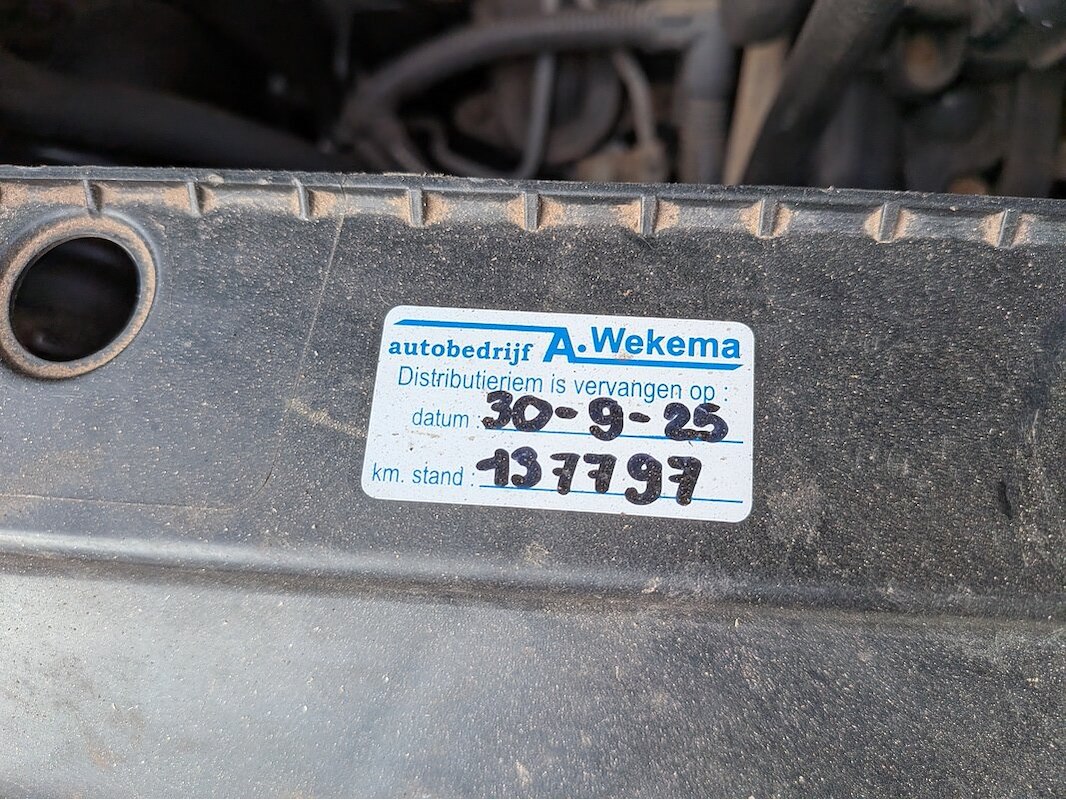 autobedrijf A. Wekema
Distributieriem is vervangen op :
datum : 30-9-25
km. stand : 137797